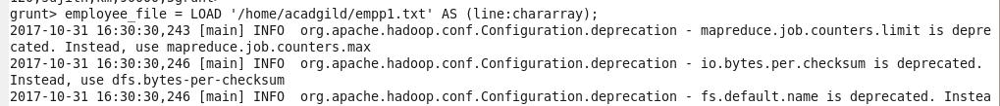 grunt> employee_file = LOAD '/home/acadgild/empp1.txt' AS (line:chararray);
2017-10-31 16:30:30,243 [main] INFO  org.apache.hadoop.conf.Configuration.deprecation - mapreduce.job.counters.limit is depre
cated. Instead, use mapreduce.job.counters.max
2017-10-31 16:30:30,246 [main] INFO  org.apache.hadoop.conf.Configuration.deprecation - io.bytes.per.checksum is deprecated.
Instead, use dfs.bytes-per-checksum
2017-10-31 16:30:30,246 [main] INFO  org.apache.hadoop.conf.Configuration.deprecation - fs.default.name is deprecated. Instea